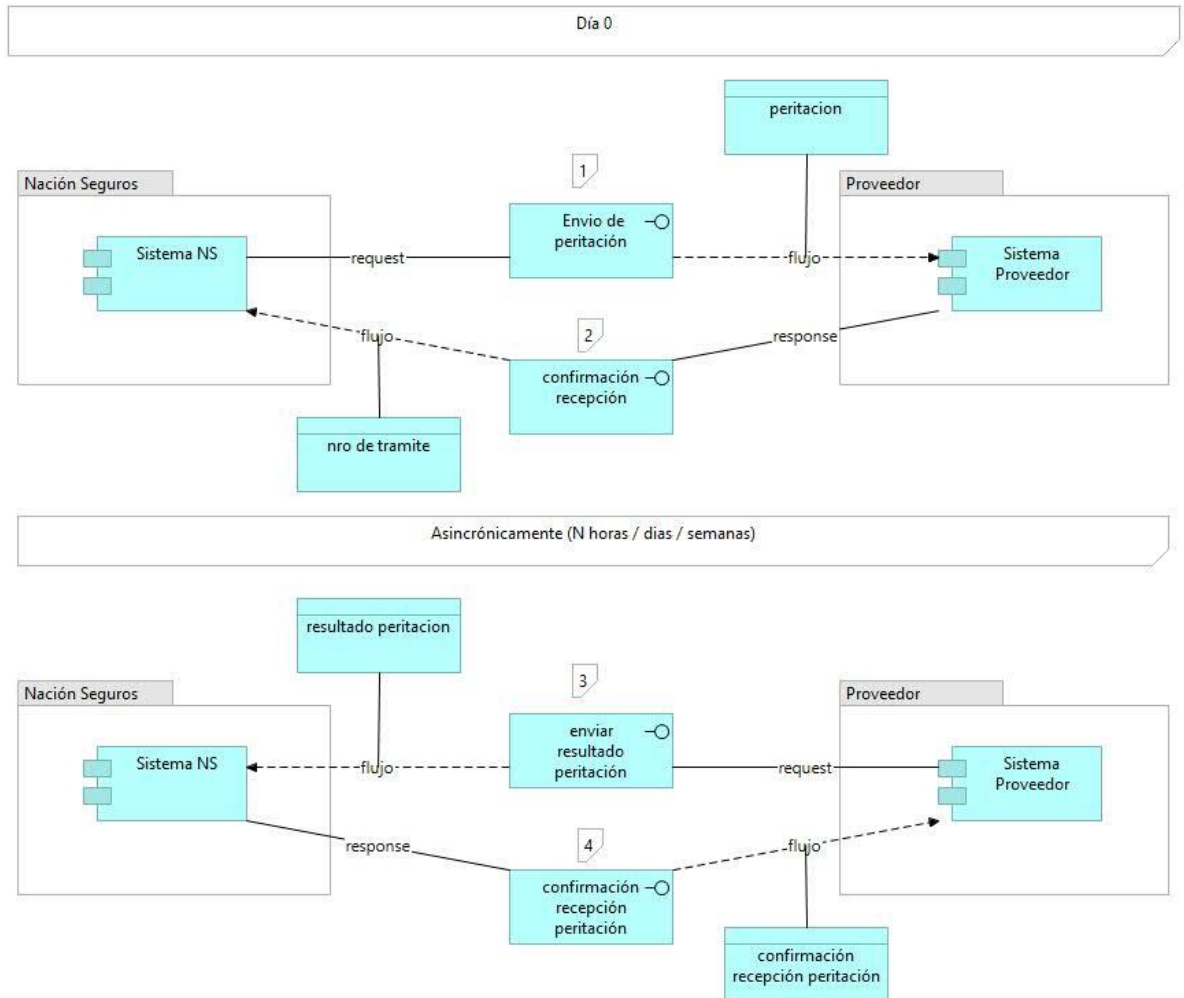 Día 0
peritacion
1
Nación Seguros
Proveedor
Envio de
peritación
Sistema NS
request
flujo
Sistema
Proveedor
2
flujo
response
confirmación
recepción
nro de tramite
Asincrónicamente (N horas / dias / semanas)
resultado peritacion
3
Nación Seguros
Proveedor
enviar
resultado
peritación
Sistema NS
flujo
request
Sistema
Proveedor
4
response
flujo
confirmación
recepción
peritación
confirmación
recepción peritación